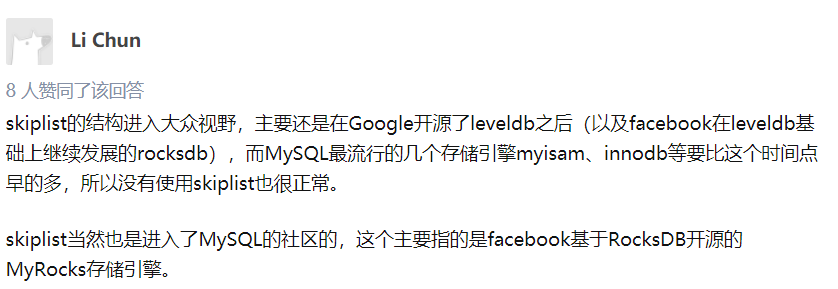 Li Chun
8 人赞同了该回答
skiplist的结构进入大众视野，主要还是在Google开源了leveldb之后（以及facebook在leveldb基
础上继续发展的rocksdb），而MySQL最流行的几个存储引擎myisam、innodb等要比这个时间点
早的多，所以没有使用skiplist也很正常。
skiplist当然也是进入了MySQL的社区的，这个主要指的是facebook基于RocksDB开源的
MyRocks存储引擎。